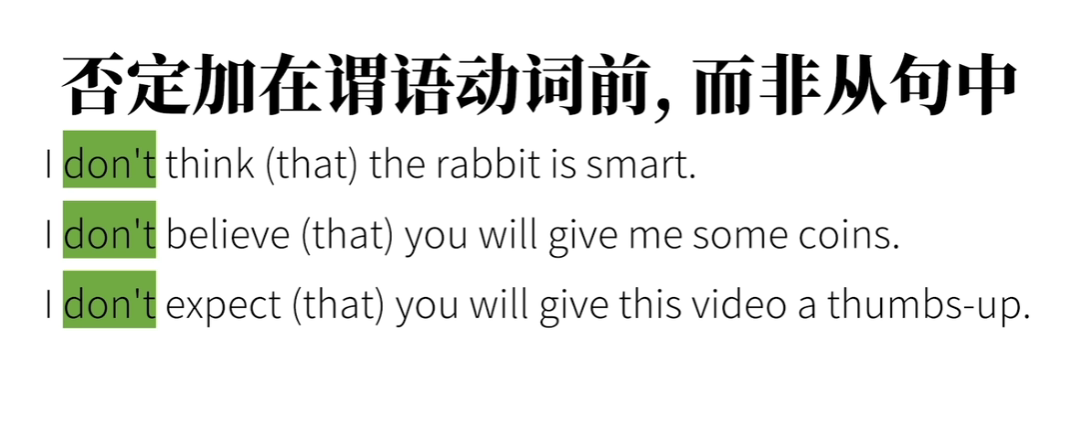 否定加在谓语动词前，而非从句中
I don't think (that) the rabbit is smart.
I don't believe (that) you will give me some coins.
I don't expect (that) you will give this video a thumbs-up.